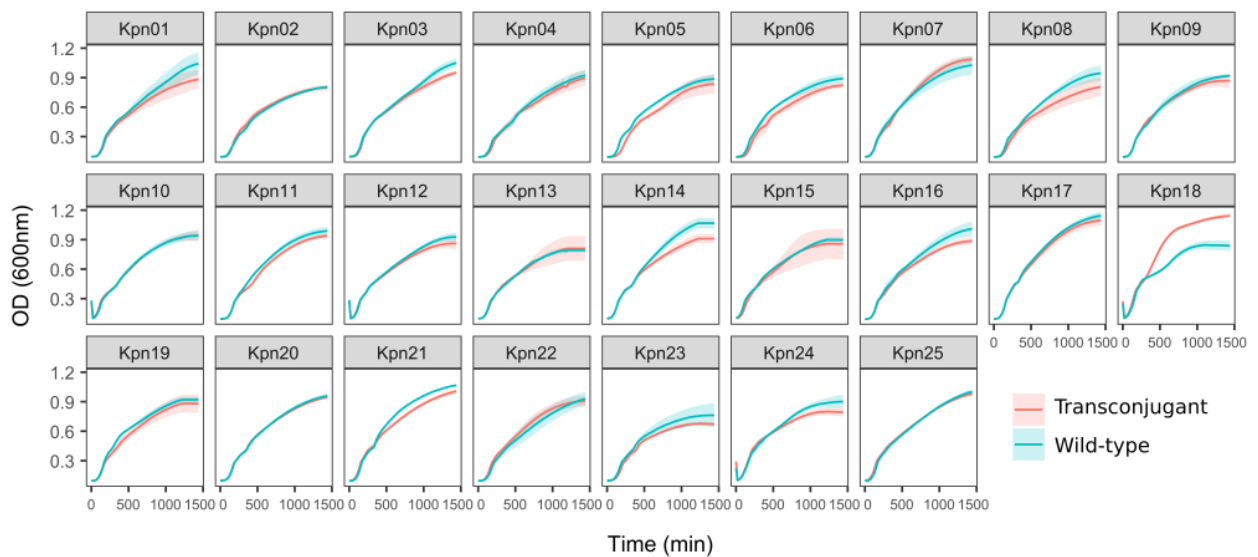 Kpn01 Kpn02 Kpn03 Kpn04 Kpn05 Kpn06 Kpn07 Kpn08 Kpn09
1.2
0.9
0.6
0.3
Kpn10 Kpn11 Kpn12 Kpn13 Kpn14 Kpn15 Kpn16 Kpn17 Kpn18
1.2
0.9
0.6
0.3
0 500 1000 1500 0 500 1000 1500
Kpn19 Kpn20 Kpn21 Kpn22 Kpn23 Kpn24 Kpn25
1.2
0.9
0.6
0.3
0 500 1000 1500 0 500 1000 1500 0 500 1000 1500 0 500 1000 1500 0 500 1000 1500 0 500 1000 1500 0 500 1000 1500
OD (600nm)
Time (min)
Transconjugant
Wild-type